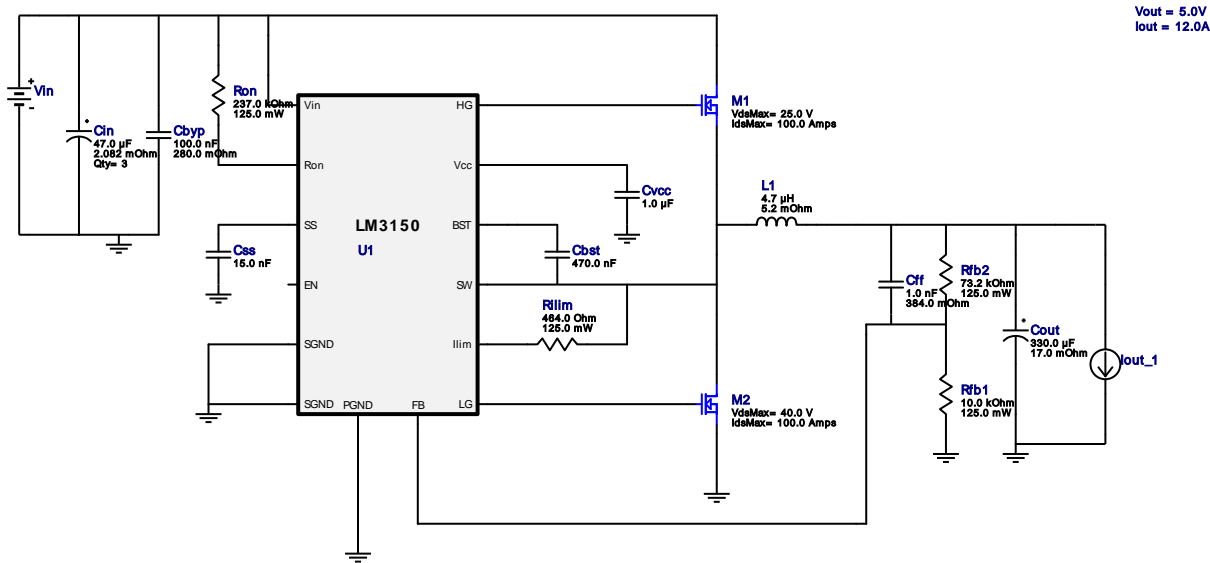 Vout = 5.0V
Iout = 12.0A
Vin
Cin
47.0 µF
2.082 mOhm
Qty= 3
Cbyp
100.0 nF
280.0 mOhm
Ron
237.0 kOhm
125.0 mW
Vin
Ron
SS
EN
SGND
SGND
PGND
FB
LM3150
U1
HG
Vcc
BST
SW
Ilim
LG
Css
15.0 nF
Cvcc
1.0 µF
Cbst
470.0 nF
Rilim
464.0 Ohm
125.0 mW
M1
VdsMax= 25.0 V
IdsMax= 100.0 Amps
M2
VdsMax= 40.0 V
IdsMax= 100.0 Amps
L1
4.7 µH
5.2 mOhm
Cff
1.0 nF
384.0 mOhm
Rfb2
73.2 kOhm
125.0 mW
Rfb1
10.0 kOhm
125.0 mW
Cout
330.0 µF
17.0 mOhm
Iout_1